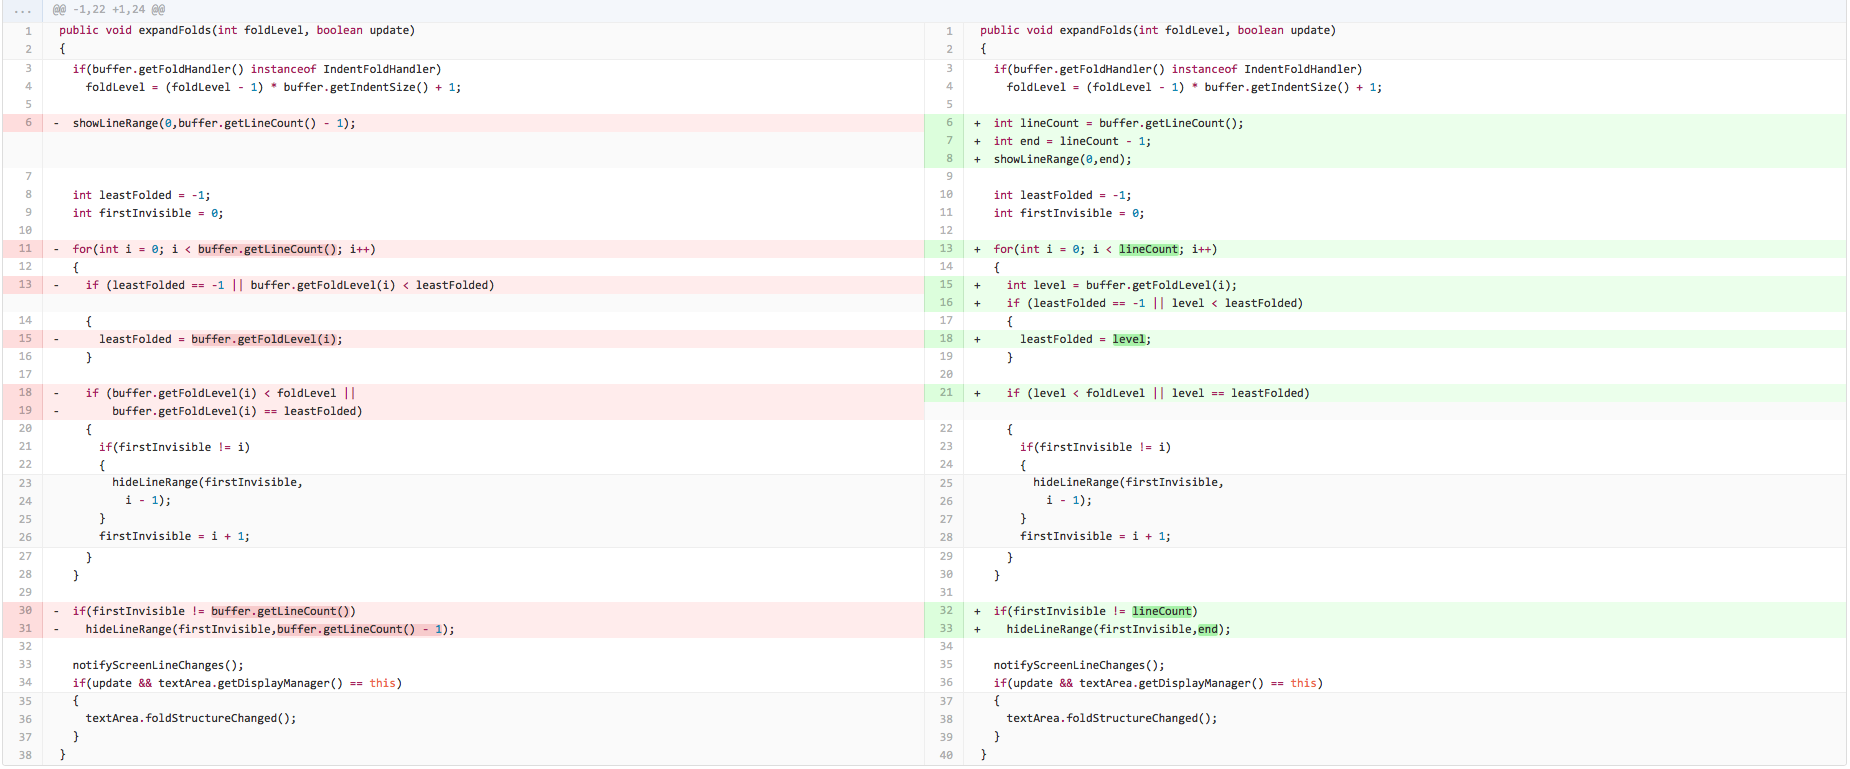 ... @@ -1,22 +1,24 @@
1 public void expandFolds(int foldLevel, boolean update)
2 {
3 if(buffer.getFoldHandler() instanceof IndentFoldHandler)
4 foldLevel = (foldLevel - 1) * buffer.getIndentSize() + 1;
5
6 - showLineRange(0,buffer.getLineCount() - 1);
7
8 int leastFolded = -1;
9 int firstInvisible = 0;
10
11 - for(int i = 0; i < buffer.getLineCount(); i++)
12 {
13 - if (leastFolded == -1 || buffer.getFoldLevel(i) < leastFolded)
14 {
15 - leastFolded = buffer.getFoldLevel(i);
16 }
17
18 - if (buffer.getFoldLevel(i) < foldLevel ||
19 - buffer.getFoldLevel(i) == leastFolded)
20 {
21 if(firstInvisible != i)
22 {
23 hideLineRange(firstInvisible,
24 i - 1);
25 }
26 firstInvisible = i + 1;
27 }
28 }
29
30 - if(firstInvisible != buffer.getLineCount())
31 - hideLineRange(firstInvisible,buffer.getLineCount() - 1);
32
33 notifyScreenLineChanges();
34 if(update && textArea.getDisplayManager() == this)
35 {
36 textArea.foldStructureChanged();
37 }
38 }
1 public void expandFolds(int foldLevel, boolean update)
2 {
3 if(buffer.getFoldHandler() instanceof IndentFoldHandler)
4 foldLevel = (foldLevel - 1) * buffer.getIndentSize() + 1;
5
6 + int lineCount = buffer.getLineCount();
7 + int end = lineCount - 1;
8 + showLineRange(0,end);
9
10 int leastFolded = -1;
11 int firstInvisible = 0;
12
13 + for(int i = 0; i < lineCount; i++)
14 {
15 + int level = buffer.getFoldLevel(i);
16 + if (leastFolded == -1 || level < leastFolded)
17 {
18 + leastFolded = level;
19 }
20
21 + if (level < foldLevel || level == leastFolded)
22 {
23 if(firstInvisible != i)
24 {
25 hideLineRange(firstInvisible,
26 i - 1);
27 }
28 firstInvisible = i + 1;
29 }
30 }
31
32 + if(firstInvisible != lineCount)
33 + hideLineRange(firstInvisible,end);
34
35 notifyScreenLineChanges();
36 if(update && textArea.getDisplayManager() == this)
37 {
38 textArea.foldStructureChanged();
39 }
40 }